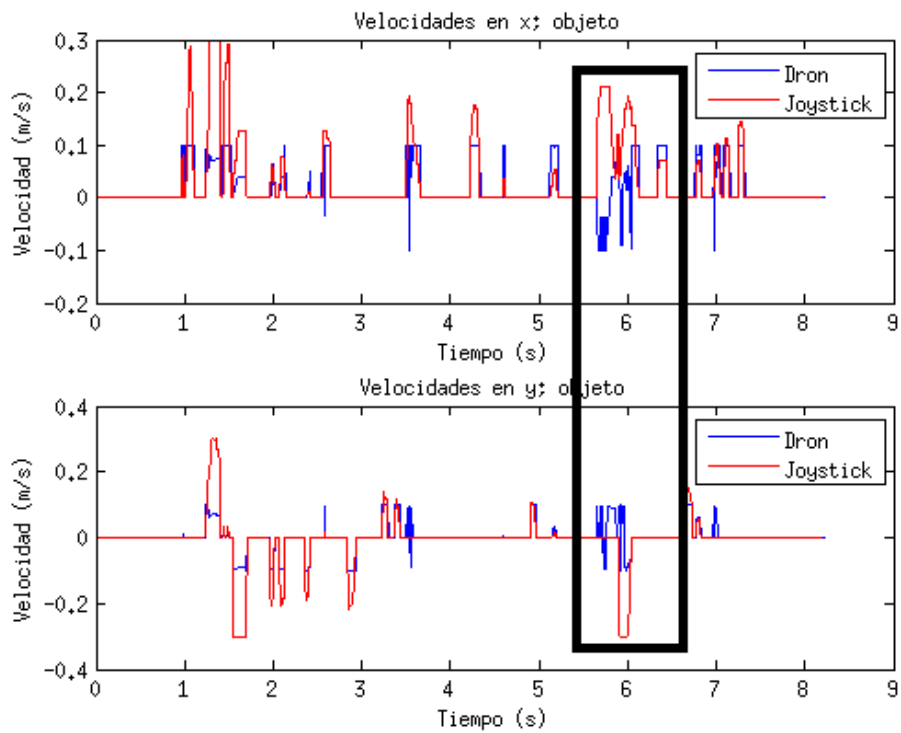 Velocidades en x; objeto
Velocidad (m/s)
0.3
0.2
0.1
0
-0.1
-0.2
Dron
Joystick
0 1 2 3 4 5 6 7 8 9
Tiempo (s)
Velocidades en y; objeto
Velocidad (m/s)
0.4
0.2
0
-0.2
-0.4
Dron
Joystick
0 1 2 3 4 5 6 7 8 9
Tiempo (s)